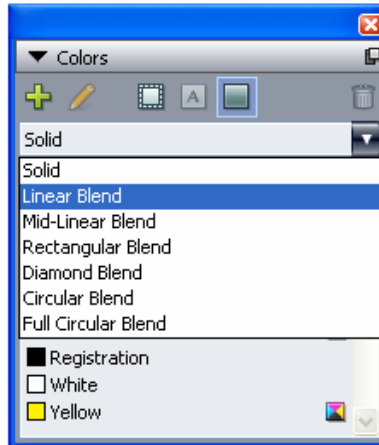 Colors
A
Solid
Solid
Linear Blend
Mid-Linear Blend
Rectangular Blend
Diamond Blend
Circular Blend
Full Circular Blend
Registration
White
Yellow